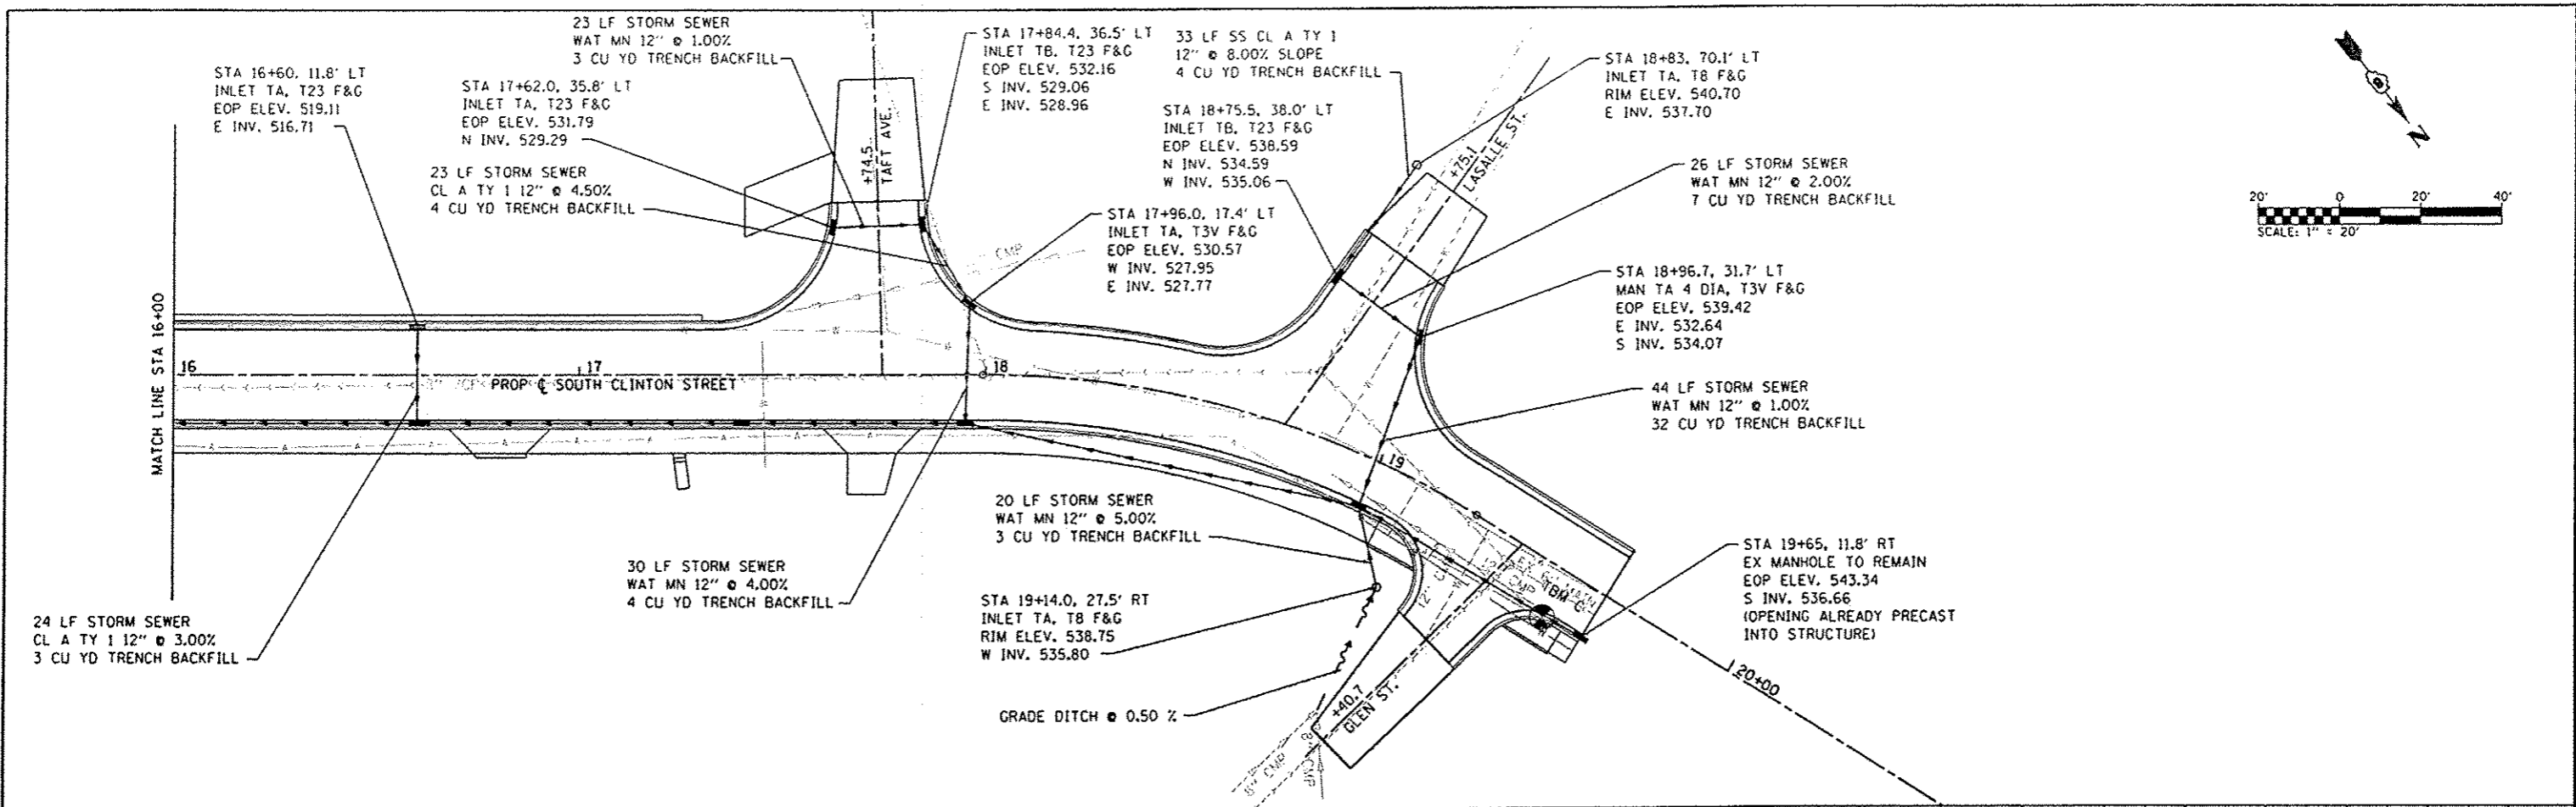 23 LF STORM SEWER
WAT MN 12" @ 1.00%
3 CU YD TRENCH BACKFILL
STA 16+60, 11.8' LT
INLET TA, T23 F&G
EOP ELEV. 519.11
E INV. 516.71
STA 17+62.0, 35.8' LT
INLET TA, T23 F&G
EOP ELEV. 531.79
N INV. 529.29
23 LF STORM SEWER
CL A TY 1 12" @ 4.50%
4 CU YD TRENCH BACKFILL
STA 17+84.4, 36.5' LT
INLET TB, T23 F&G
EOP ELEV. 532.16
S INV. 529.06
E INV. 528.96
33 LF SS CL A TY 1
12" @ 8.00% SLOPE
4 CU YD TRENCH BACKFILL
STA 18+75.5, 38.0' LT
INLET TB, T23 F&G
EOP ELEV. 538.59
N INV. 534.59
W INV. 535.06
STA 17+96.0, 17.4' LT
INLET TA, T3V F&G
EOP ELEV. 530.57
W INV. 527.95
E INV. 527.77
STA 18+83, 70.1' LT
INLET TA, T8 F&G
RIM ELEV. 540.70
E INV. 537.70
26 LF STORM SEWER
WAT MN 12" @ 2.00%
7 CU YD TRENCH BACKFILL
STA 18+96.7, 31.7' LT
MAN TA 4 DIA, T3V F&G
EOP ELEV. 539.42
E INV. 532.64
S INV. 534.07
44 LF STORM SEWER
WAT MN 12" @ 1.00%
32 CU YD TRENCH BACKFILL
N
20' 0 20' 40'
SCALE: 1" = 20'
+74.5
TAFT AVE.
+75.1
LASALLE ST.
CMP
MATCH LINE STA 16+00
16
17
18
19
20+00
PROP ℄ SOUTH CLINTON STREET
24 LF STORM SEWER
CL A TY 1 12" @ 3.00%
3 CU YD TRENCH BACKFILL
30 LF STORM SEWER
WAT MN 12" @ 4.00%
4 CU YD TRENCH BACKFILL
20 LF STORM SEWER
WAT MN 12" @ 5.00%
3 CU YD TRENCH BACKFILL
STA 19+14.0, 27.5' RT
INLET TA, T8 F&G
RIM ELEV. 538.75
W INV. 535.80
GRADE DITCH @ 0.50 %
STA 19+65, 11.8' RT
EX MANHOLE TO REMAIN
EOP ELEV. 543.34
S INV. 536.66
(OPENING ALREADY PRECAST
INTO STRUCTURE)
TBM
+40.7
GLEN ST.
8" CMP
8" CMP